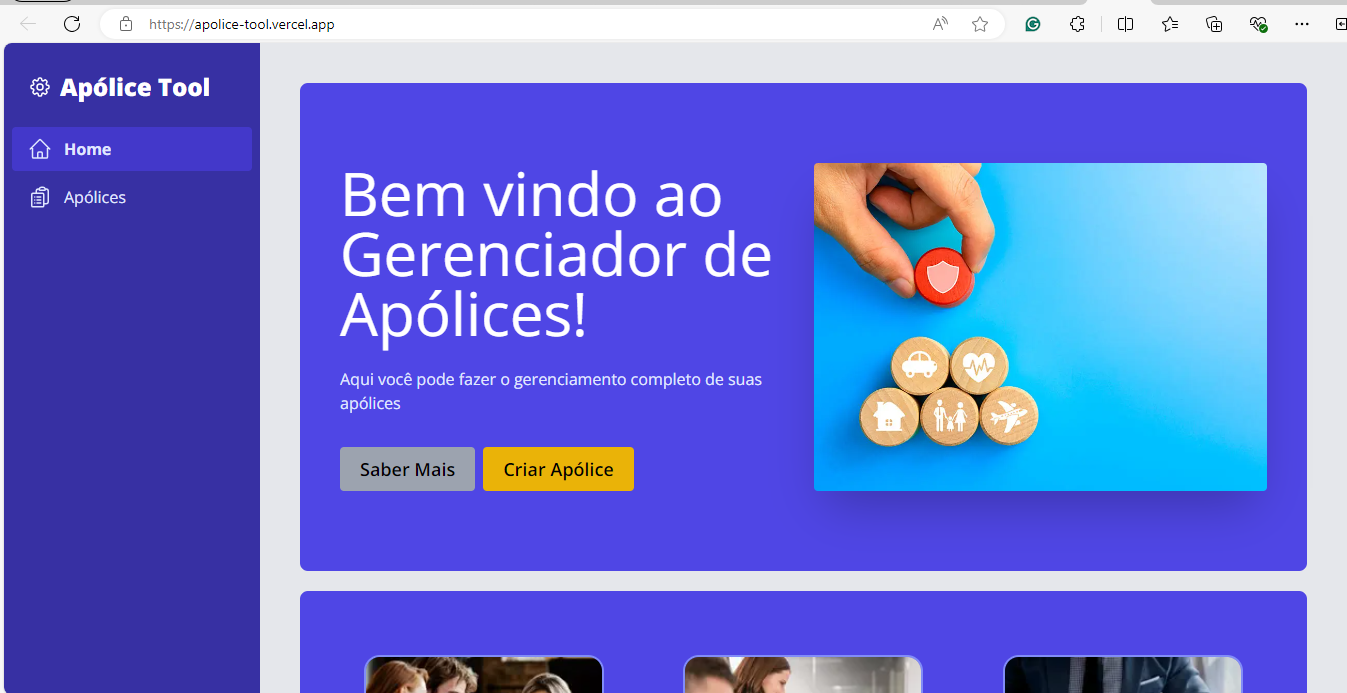 https://apolice-tool.vercel.app
Apólice Tool
Home
Apólices
Bem vindo ao
Gerenciador de
Apólices!
Aqui você pode fazer o gerenciamento completo de suas
apólices
Saber Mais
Criar Apólice